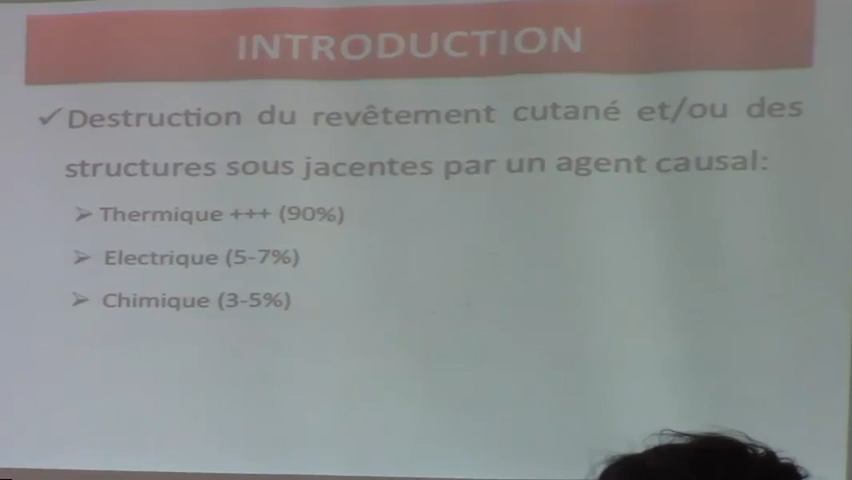 INTRODUCTION
✓ Destruction du revêtement cutané et/ou des
structures sous jacentes par un agent causal:
➢ Thermique +++ (90%)
➢ Electrique (5-7%)
➢ Chimique (3-5%)